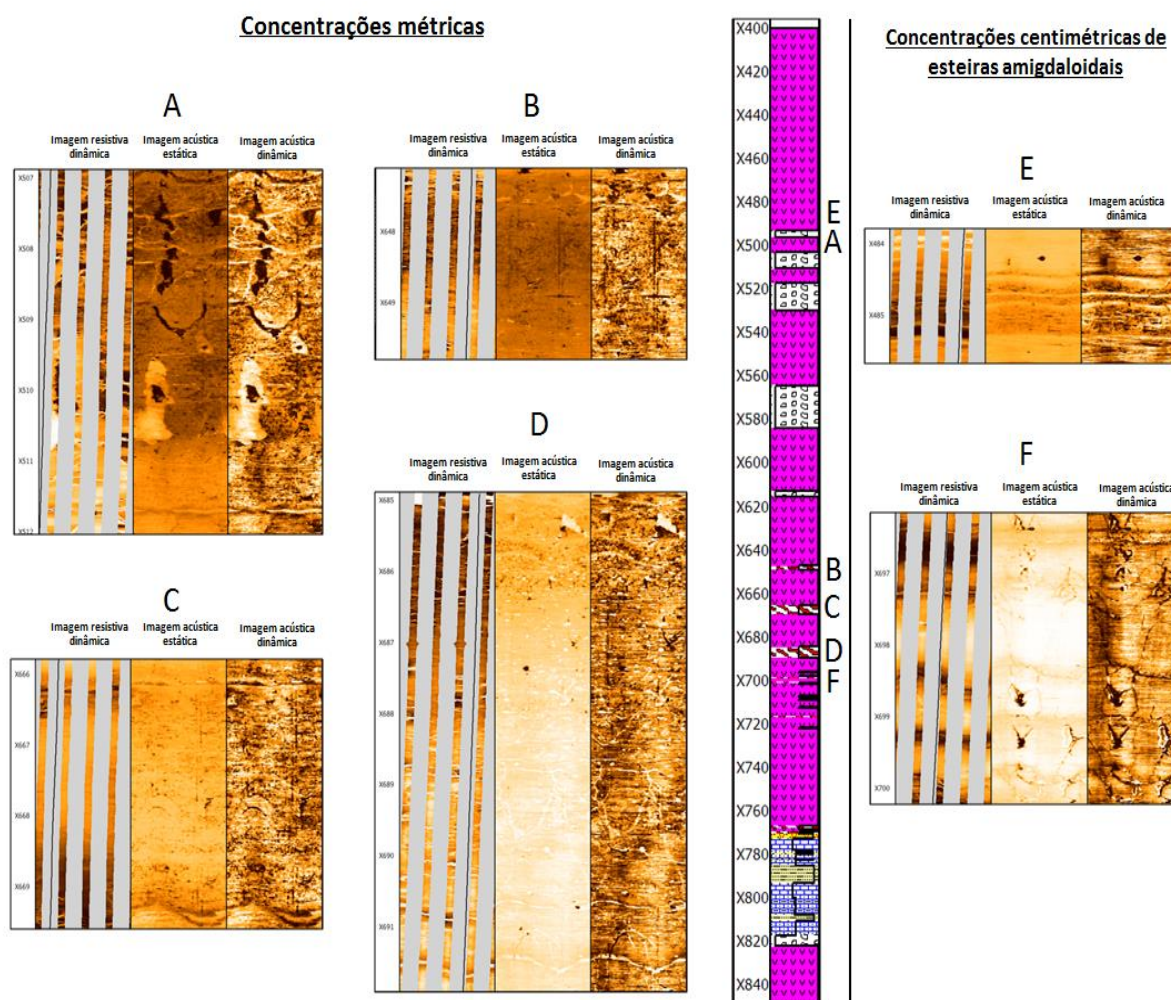 Concentrações métricas
A
Imagem resistiva
dinâmica
Imagem acústica
estática
Imagem acústica
dinâmica
X507
X508
X509
X510
X511
X512
B
Imagem resistiva
dinâmica
Imagem acústica
estática
Imagem acústica
dinâmica
X648
X649
C
Imagem resistiva
dinâmica
Imagem acústica
estática
Imagem acústica
dinâmica
X666
X667
X668
X669
D
Imagem resistiva
dinâmica
Imagem acústica
estática
Imagem acústica
dinâmica
X685
X686
X687
X688
X689
X690
X691
X400
X420
X440
X460
X480
X500
X520
X540
X560
X580
X600
X620
X640
X660
X680
X700
X720
X740
X760
X780
X800
X820
X840
E
A
B
C
D
F
Concentrações centimétricas de
esteiras amigdaloidais
E
Imagem resistiva
dinâmica
Imagem acústica
estática
Imagem acústica
dinâmica
X484
X485
F
Imagem resistiva
dinâmica
Imagem acústica
estática
Imagem acústica
dinâmica
X697
X698
X699
X700